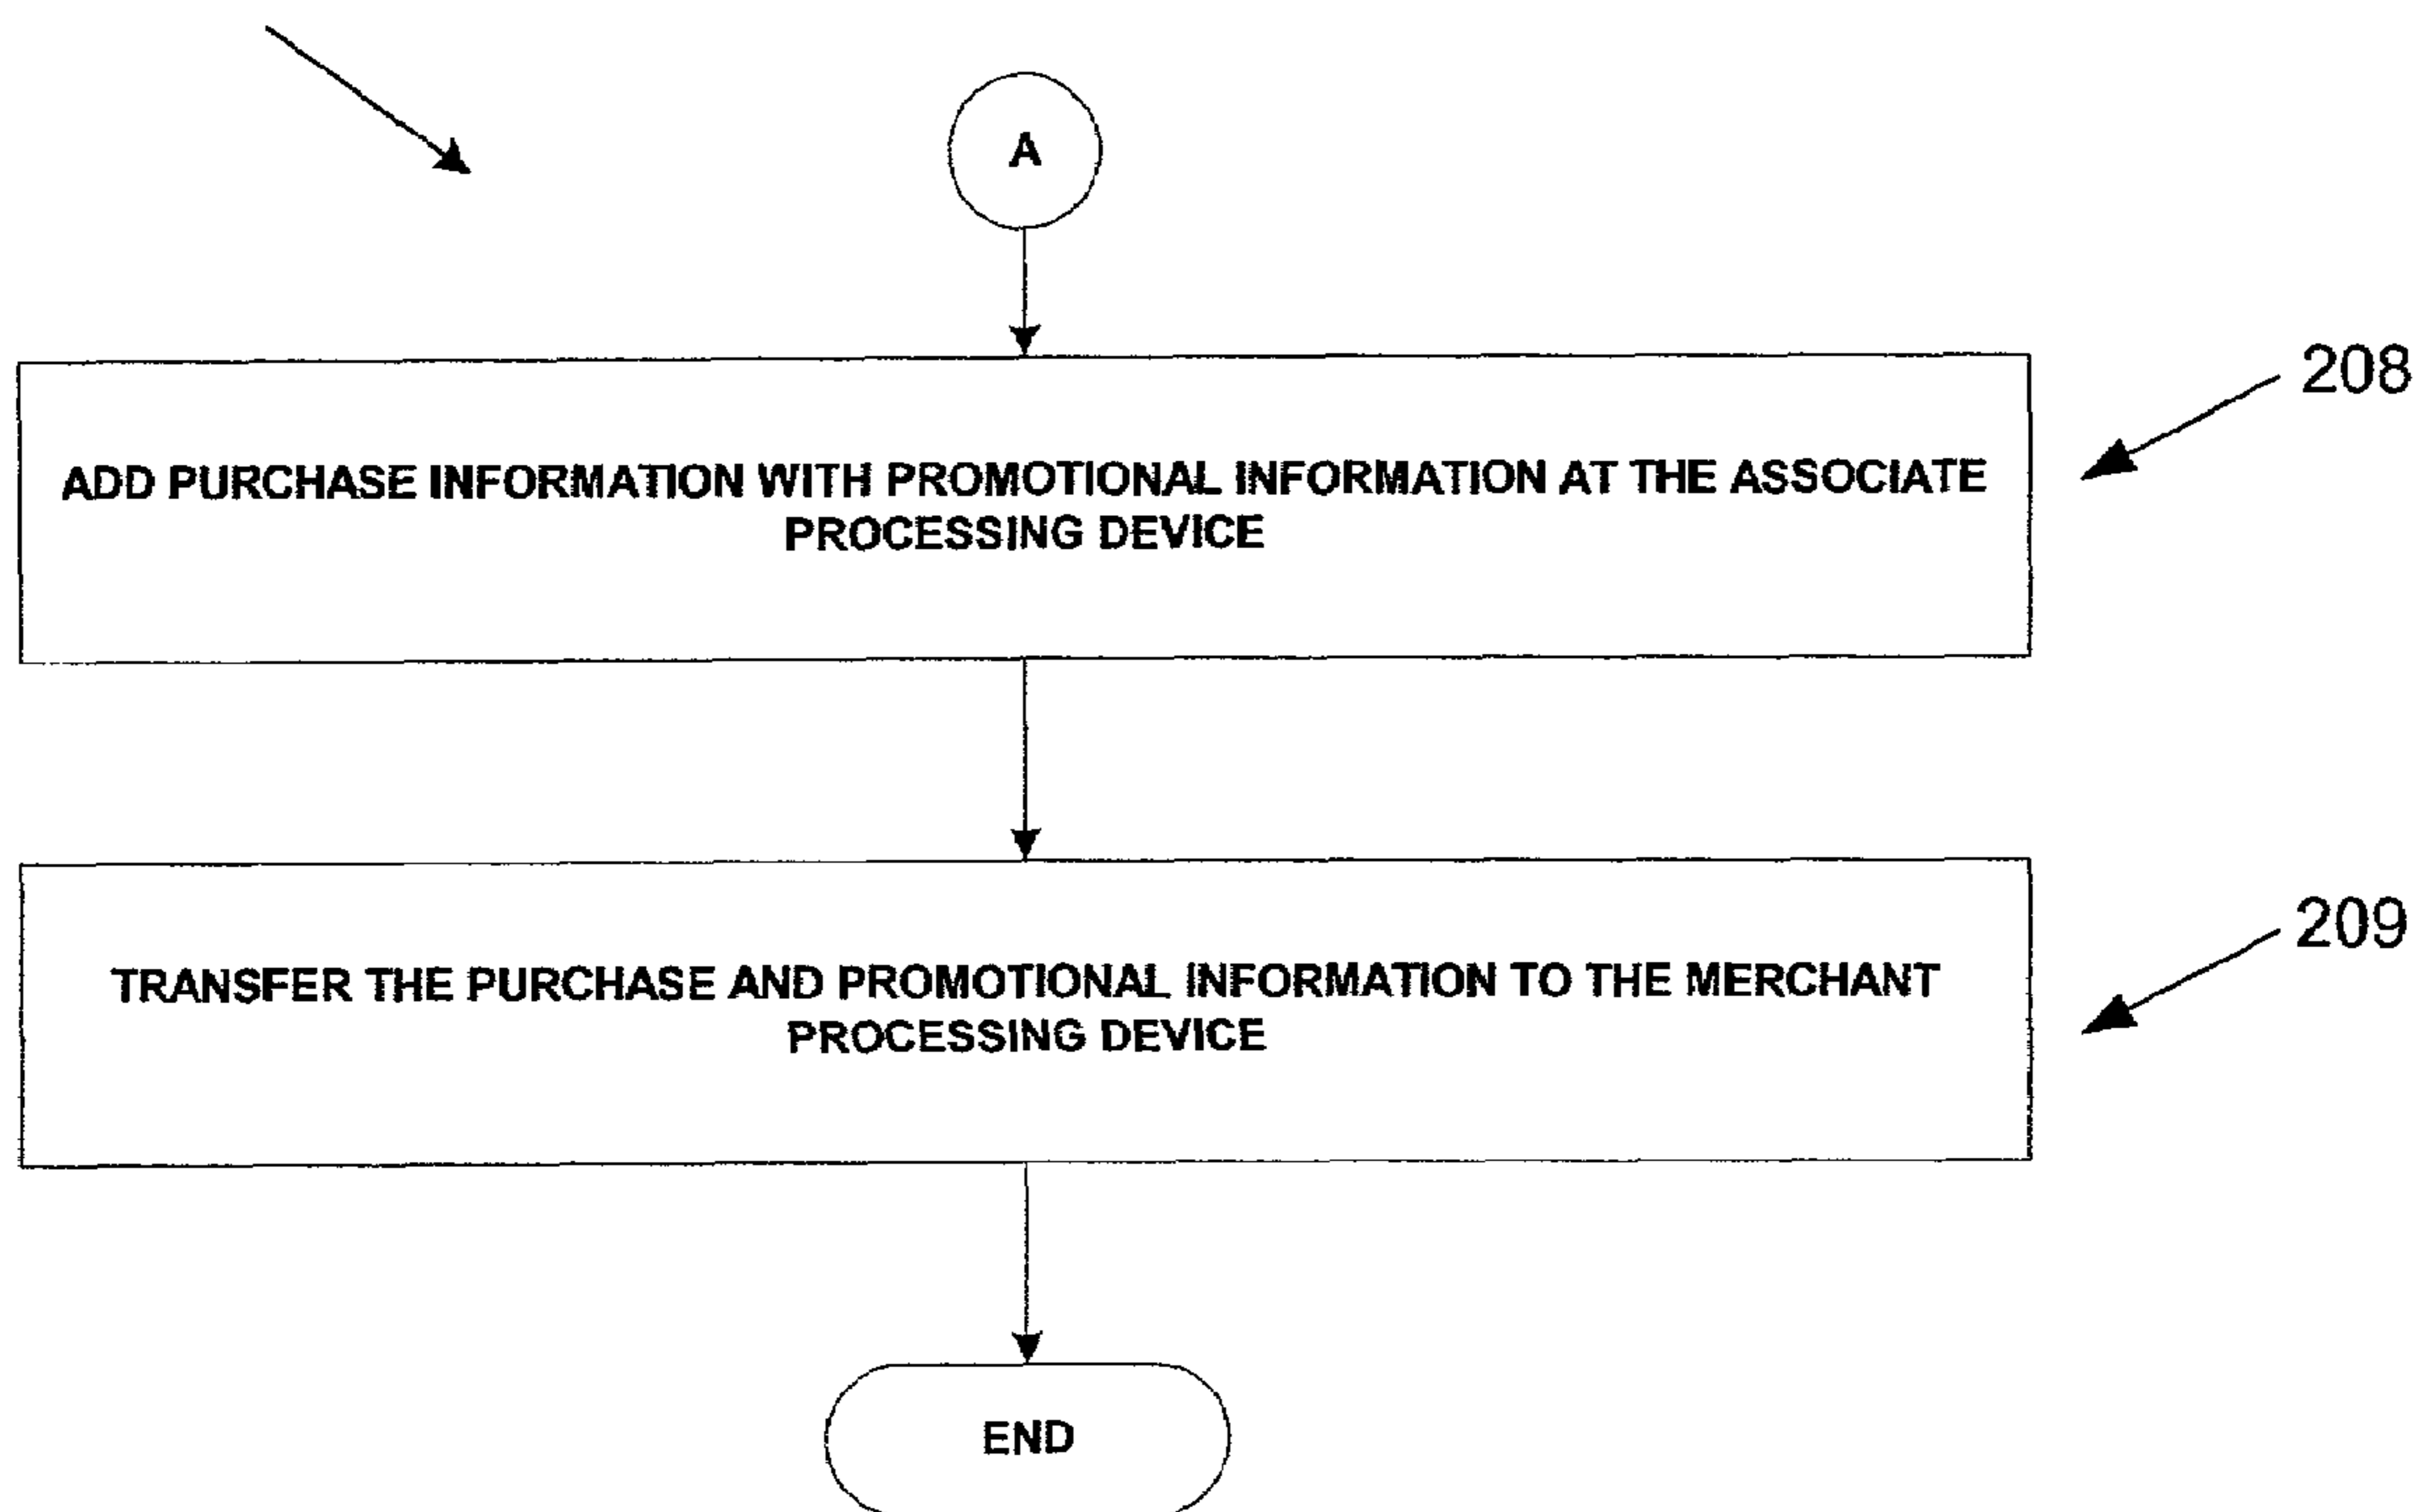 A
208
ADD PURCHASE INFORMATION WITH PROMOTIONAL INFORMATION AT THE ASSOCIATE
PROCESSING DEVICE
209
TRANSFER THE PURCHASE AND PROMOTIONAL INFORMATION TO THE MERCHANT
PROCESSING DEVICE
END